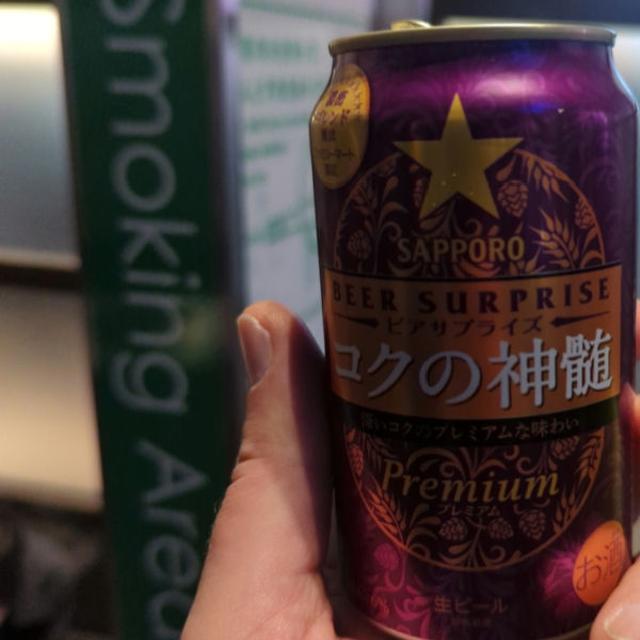 Smoking Area
SAPPORO
BEER SURPRISE
ビアサプライズ
コクの神髄
深いコクのプレミアムな味わい
Premium
プレミアム
生ビール
お酒